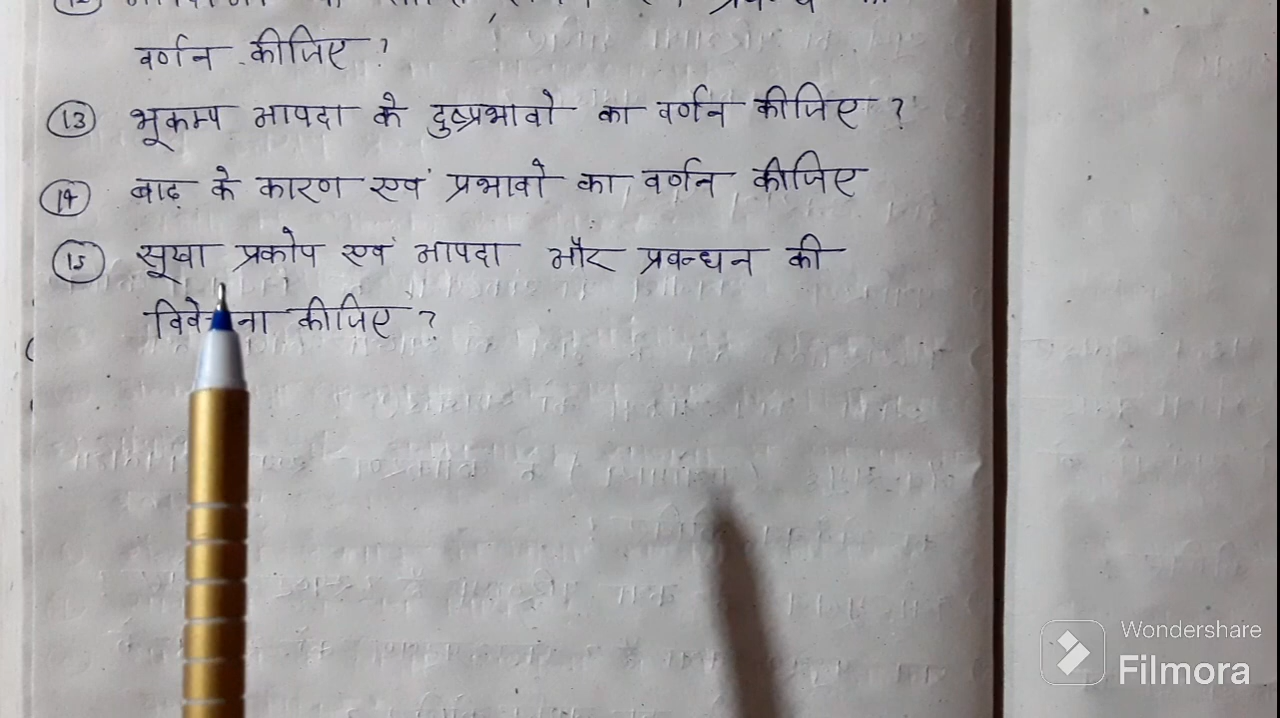 वर्णन कीजिए ?
(13) भूकम्प आपदा के दुष्प्रभावो का वर्णन कीजिए ?
(14) बाढ़ के कारण एवं प्रभावो का वर्णन कीजिए
(15) सूखा प्रकोप एवं आपदा और प्रबन्धन की
कीजिए ?
Wondershare
Filmora